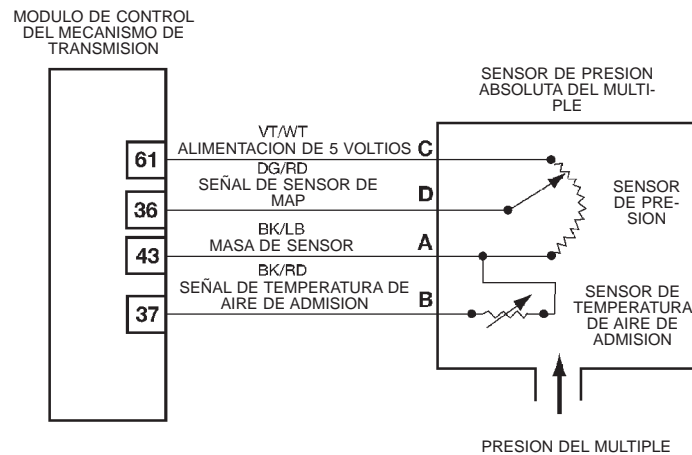 MODULO DE CONTROL
DEL MECANISMO DE
TRANSMISION
SENSOR DE PRESION
ABSOLUTA DEL MULTI-
PLE
VT/WT
61 ALIMENTACION DE 5 VOLTIOS C
DG/RD
SEÑAL DE SENSOR DE
MAP
36 D
BK/LB
43 MASA DE SENSOR A
BK/RD
SEÑAL DE TEMPERATURA DE
AIRE DE ADMISION
37 B
SENSOR
DE PRE-
SION
SENSOR DE
TEMPERATURA
DE AIRE DE
ADMISION
PRESION DEL MULTIPLE